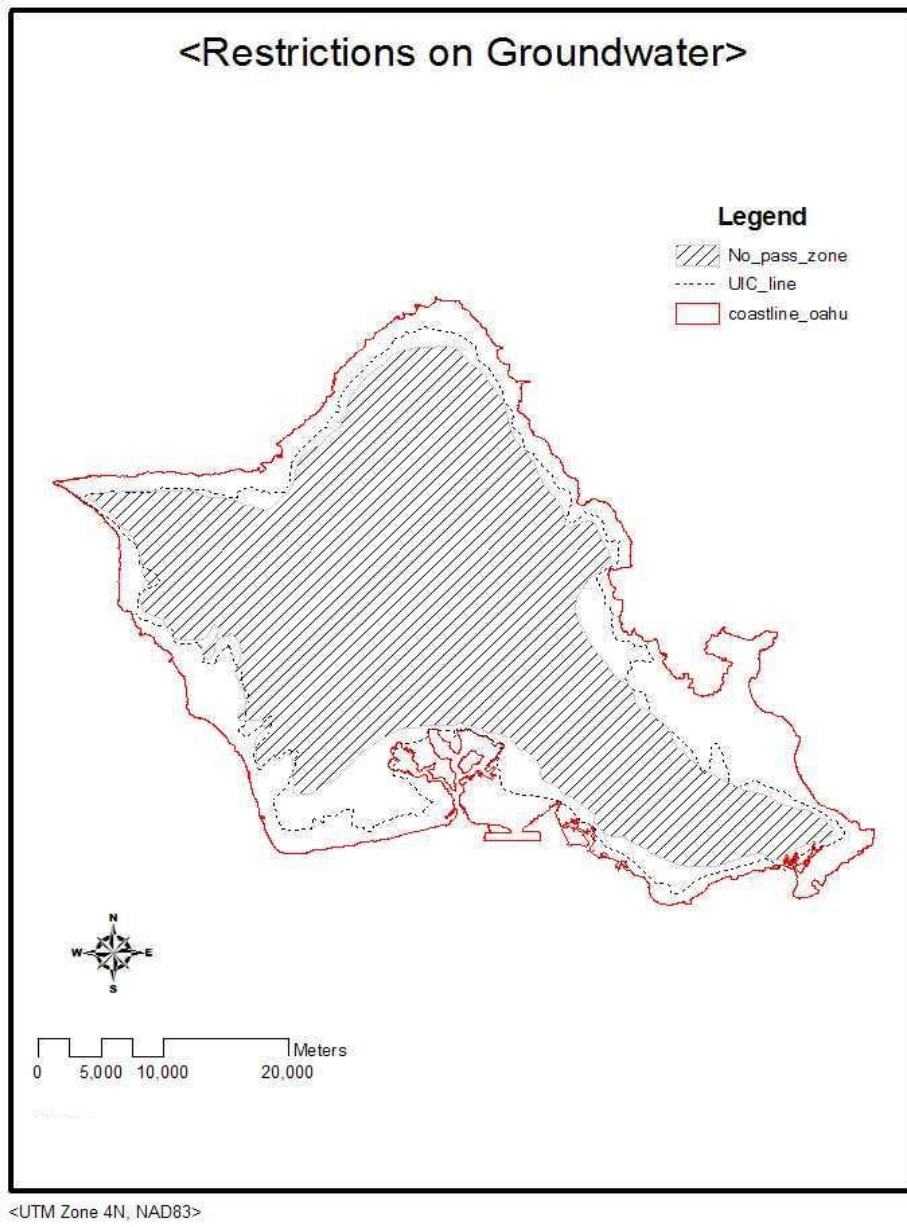 <Restrictions on Groundwater>
Legend
No_pass_zone
UIC_line
coastline_oahu
N
W E
S
Meters
0 5,000 10,000 20,000
<UTM Zone 4N, NAD83>